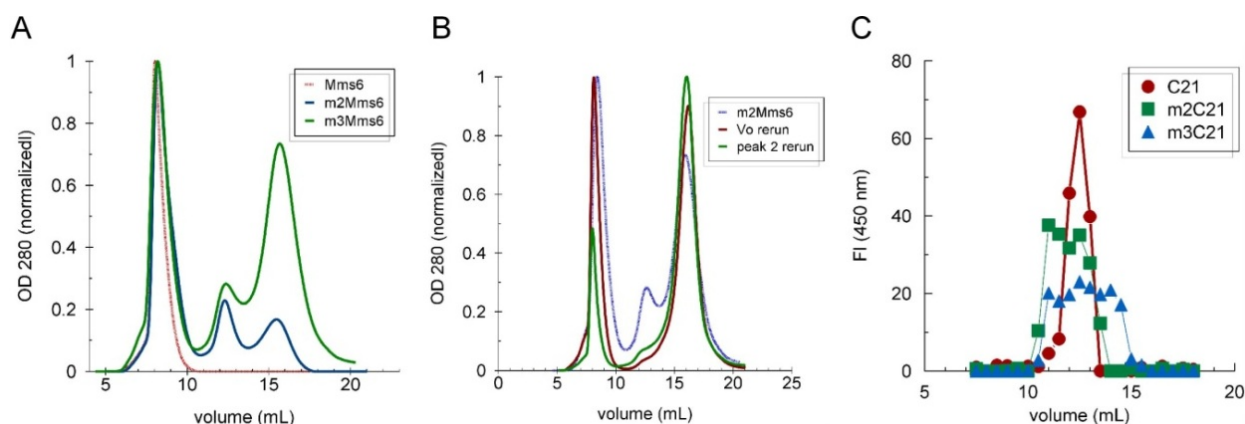 A
OD 280 (normalizedl)
1
0.8
0.6
0.4
0.2
0
5
10
15
20
volume (mL)
Mms6
m2Mms6
m3Mms6
B
OD 280 (normalizedl)
1
0.8
0.6
0.4
0.2
0
0
5
10
15
20
25
volume (mL)
m2Mms6
Vo rerun
peak 2 rerun
C
FI (450 nm)
80
60
40
20
0
5
10
15
20
volume (mL)
C21
m2C21
m3C21